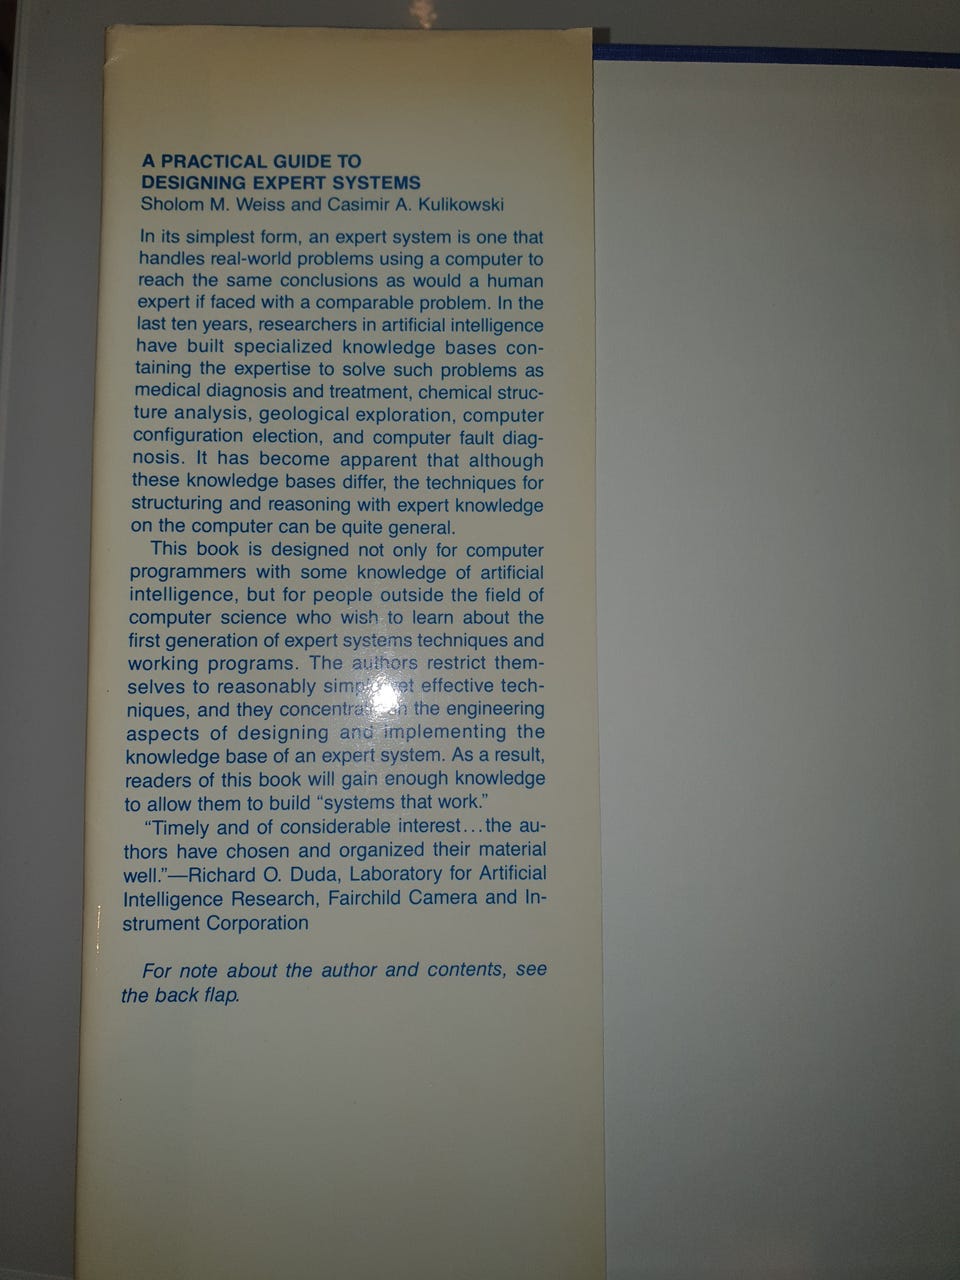 A PRACTICAL GUIDE TO
DESIGNING EXPERT SYSTEMS
Sholom M. Weiss and Casimir A. Kulikowski
In its simplest form, an expert system is one that
handles real-world problems using a computer to
reach the same conclusions as would a human
expert if faced with a comparable problem. In the
last ten years, researchers in artificial intelligence
have built specialized knowledge bases con-
taining the expertise to solve such problems as
medical diagnosis and treatment, chemical struc-
ture analysis, geological exploration, computer
configuration election, and computer fault diag-
nosis. It has become apparent that although
these knowledge bases differ, the techniques for
structuring and reasoning with expert knowledge
on the computer can be quite general.
This book is designed not only for computer
programmers with some knowledge of artificial
intelligence, but for people outside the field of
computer science who wish to learn about the
first generation of expert systems techniques and
working programs. The authors restrict them-
selves to reasonably simple yet effective tech-
niques, and they concentrate on the engineering
aspects of designing and implementing the
knowledge base of an expert system. As a result,
readers of this book will gain enough knowledge
to allow them to build “systems that work.”
“Timely and of considerable interest...the au-
thors have chosen and organized their material
well.”—Richard O. Duda, Laboratory for Artificial
Intelligence Research, Fairchild Camera and In-
strument Corporation
For note about the author and contents, see
the back flap.